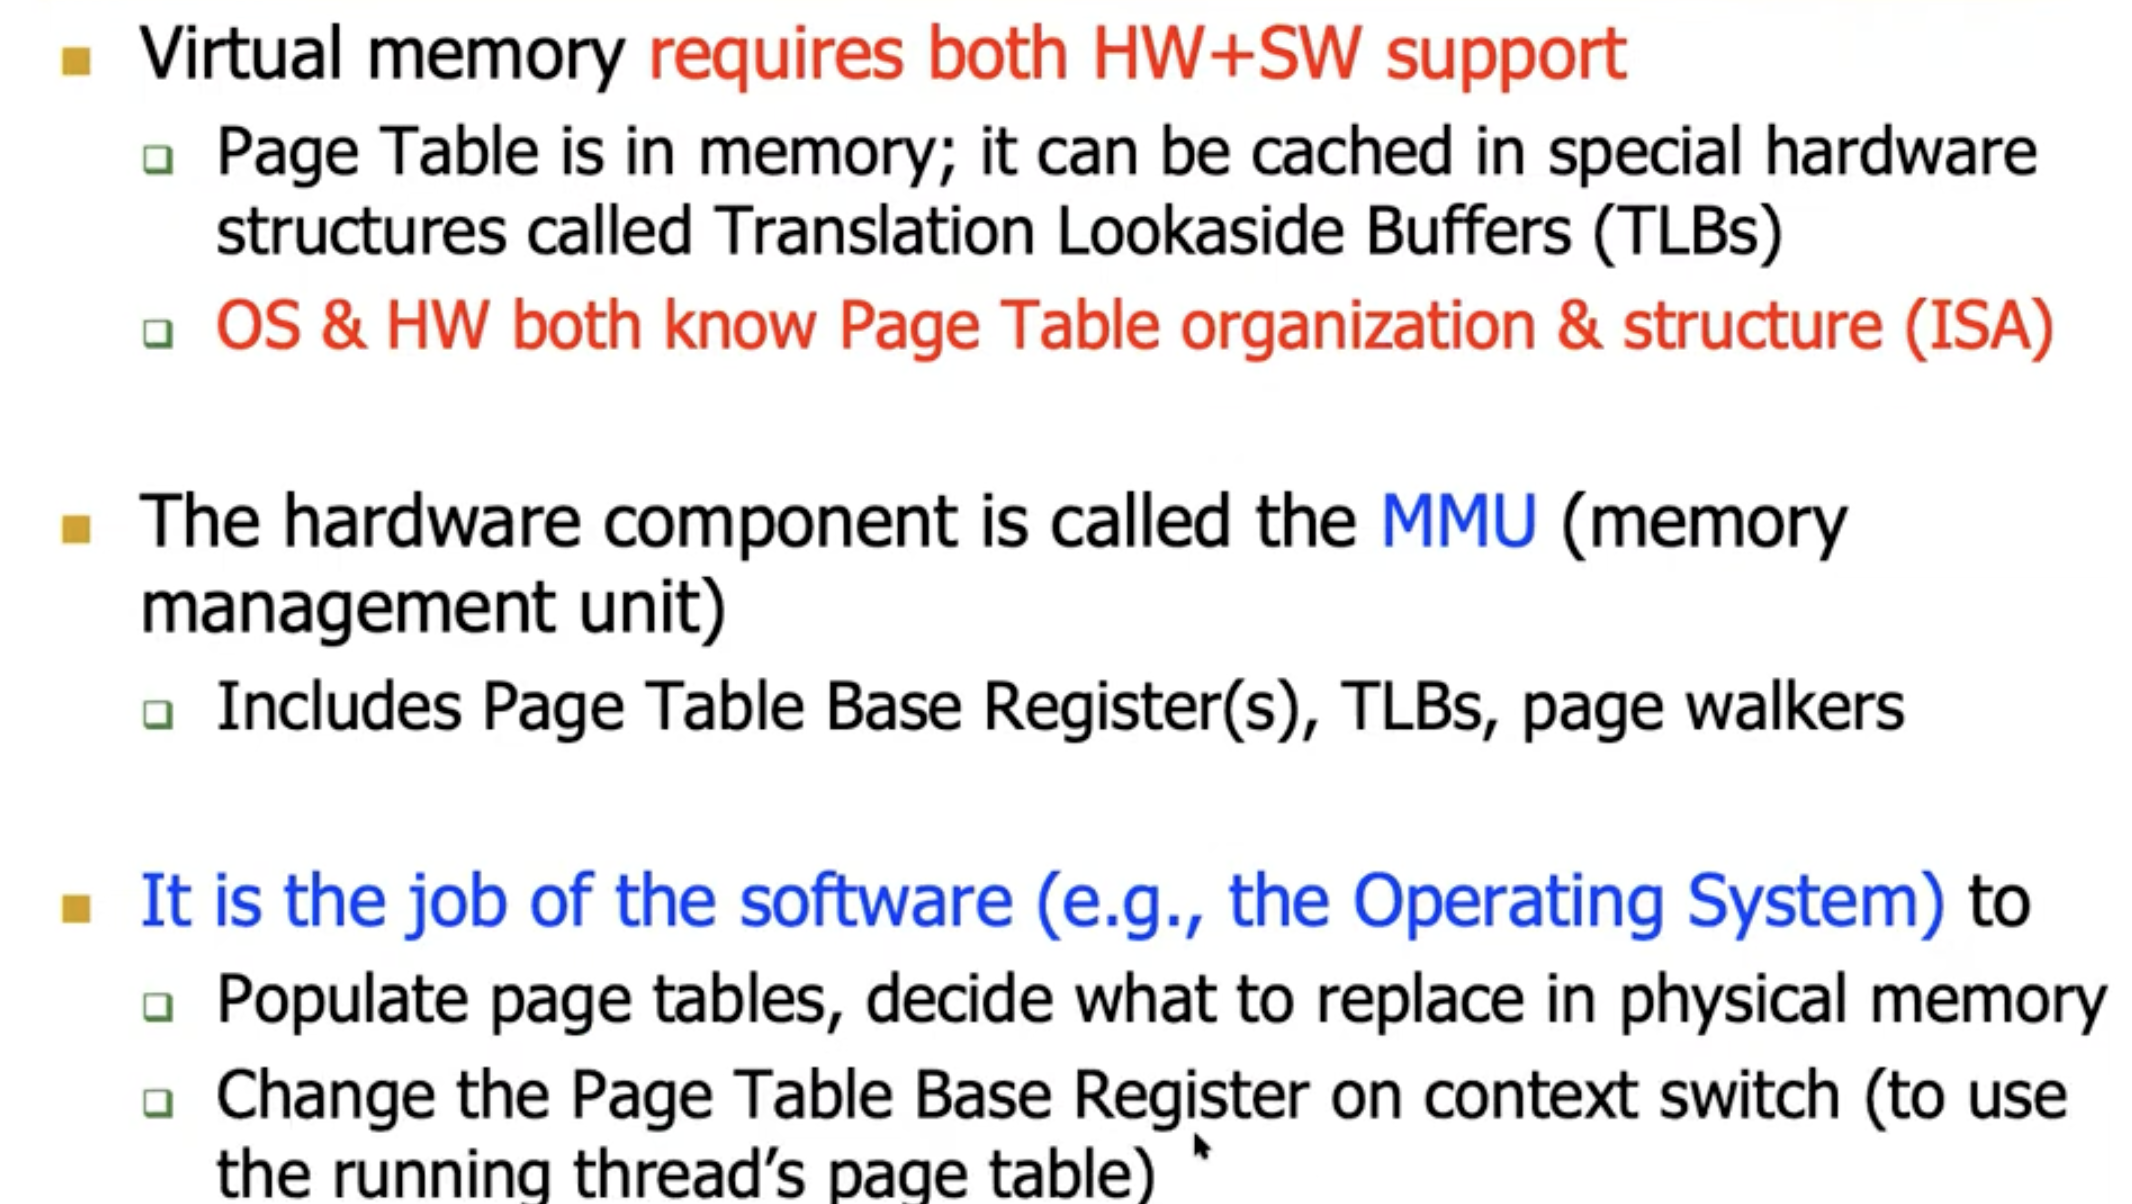 Virtual memory requires both HW+SW support
Page Table is in memory; it can be cached in special hardware
structures called Translation Lookaside Buffers (TLBs)
OS & HW both know Page Table organization & structure (ISA)
The hardware component is called the MMU (memory
management unit)
Includes Page Table Base Register(s), TLBs, page walkers
It is the job of the software (e.g., the Operating System) to
Populate page tables, decide what to replace in physical memory
Change the Page Table Base Register on context switch (to use
the running thread’s page table)